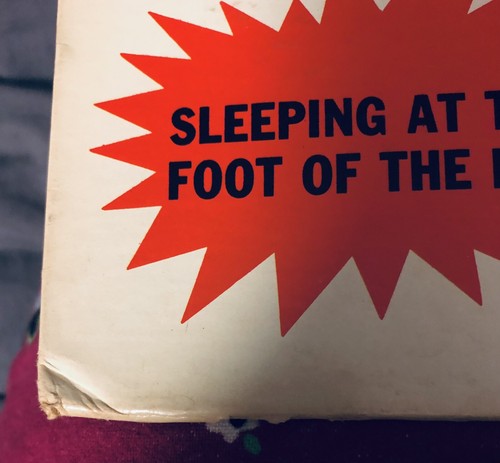 SLEEPING AT T
FOOT OF THE